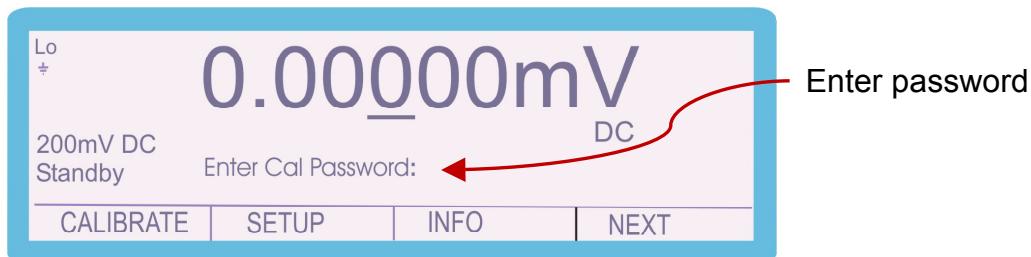 Lo
0.00000mV
Enter password
200mV DC
DC
Standby
Enter Cal Password:
CALIBRATE SETUP INFO NEXT